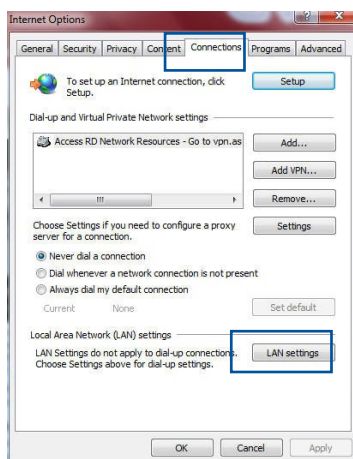 Internet Options
General Security Privacy Content Connections Programs Advanced
To set up an Internet connection, click
Setup.
Setup
Dial-up and Virtual Private Network settings
Access RD Network Resources - Go to vpn.as
Add...
Add VPN...
Remove...
Choose Settings if you need to configure a proxy
server for a connection.
Settings
Never dial a connection
Dial whenever a network connection is not present
Always dial my default connection
Current None
Set default
Local Area Network (LAN) settings
LAN Settings do not apply to dial-up connections.
Choose Settings above for dial-up settings.
LAN settings
OK Cancel Apply